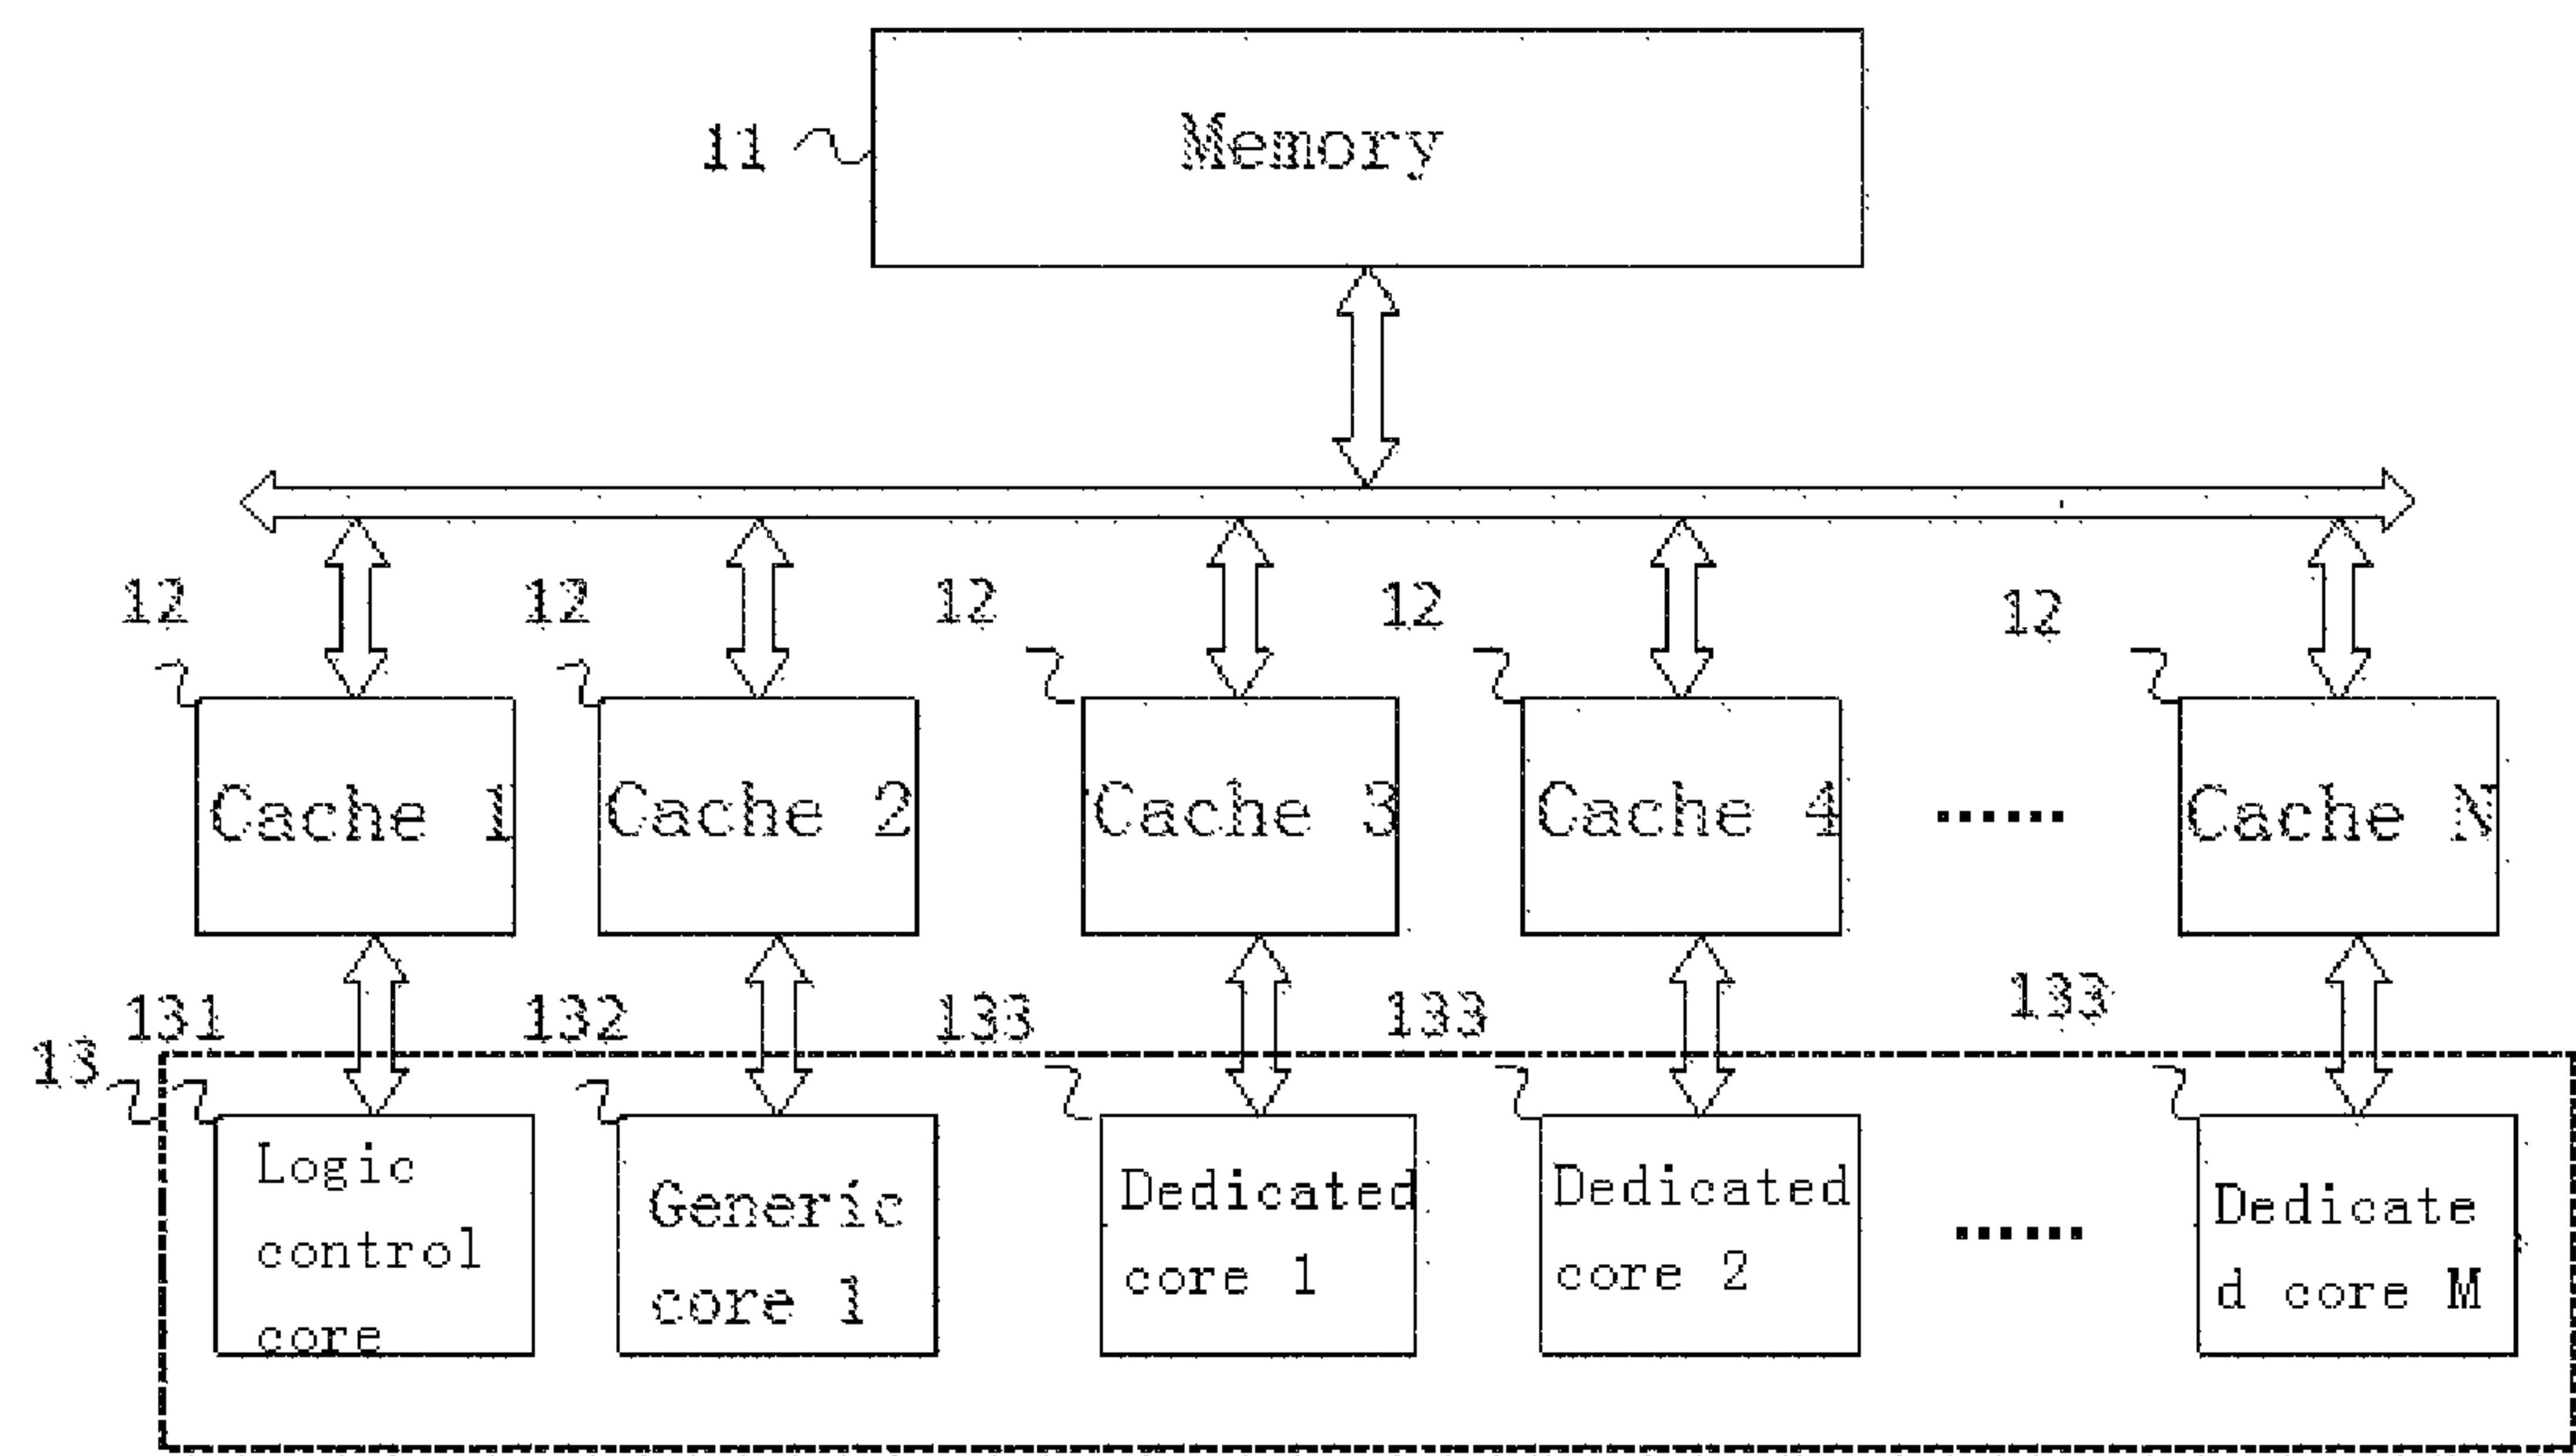 11
Memory
12 12 12 12 12
Cache 1 Cache 2 Cache 3 Cache 4 ...... Cache N
131 132 133 133 133
13
Logic
control
core
Generic
core 1
Dedicated
core 1
Dedicated
core 2
......
Dedicate
d core M